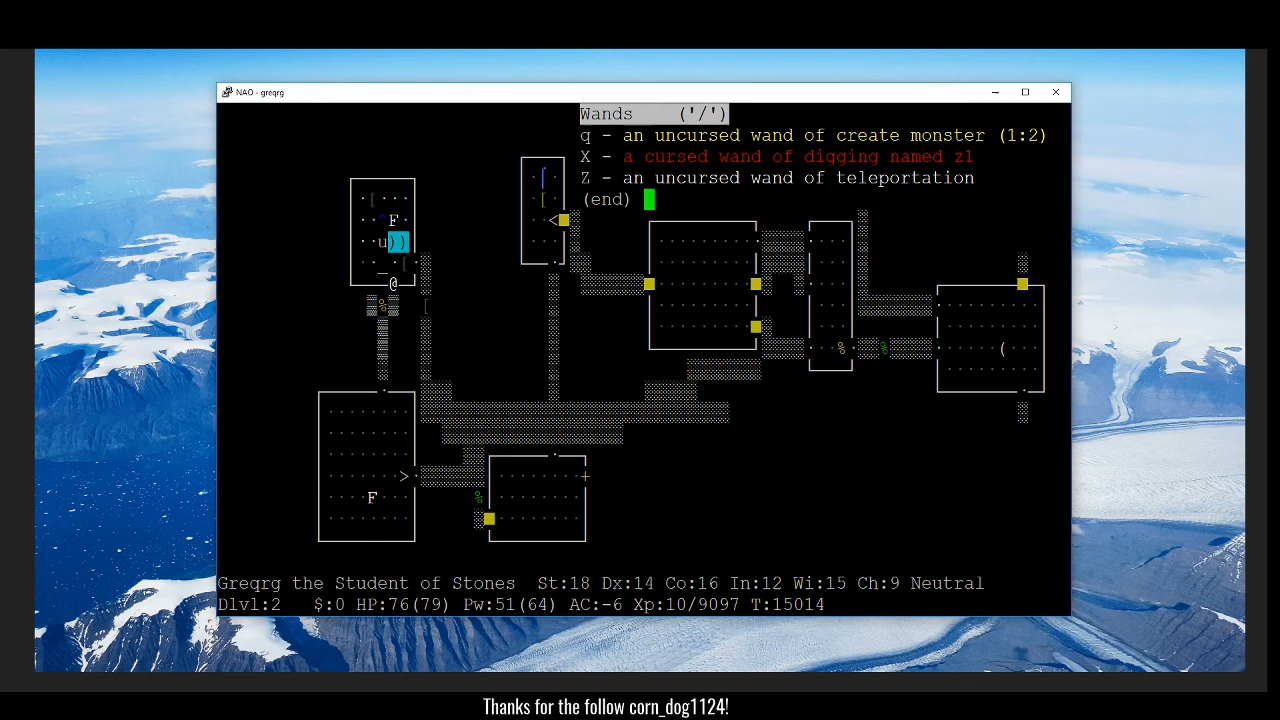 NAO - greqrg
Wands ('/')
q - an uncursed wand of create monster (1:2)
X - a cursed wand of digging named z1
Z - an uncursed wand of teleportation
(end)
Greqrg the Student of Stones St:18 Dx:14 Co:16 In:12 Wi:15 Ch:9 Neutral
Dlvl:2 $:0 HP:76(79) Pw:51(64) AC:-6 Xp:10/9097 T:15014
Thanks for the follow corn_dog1124!